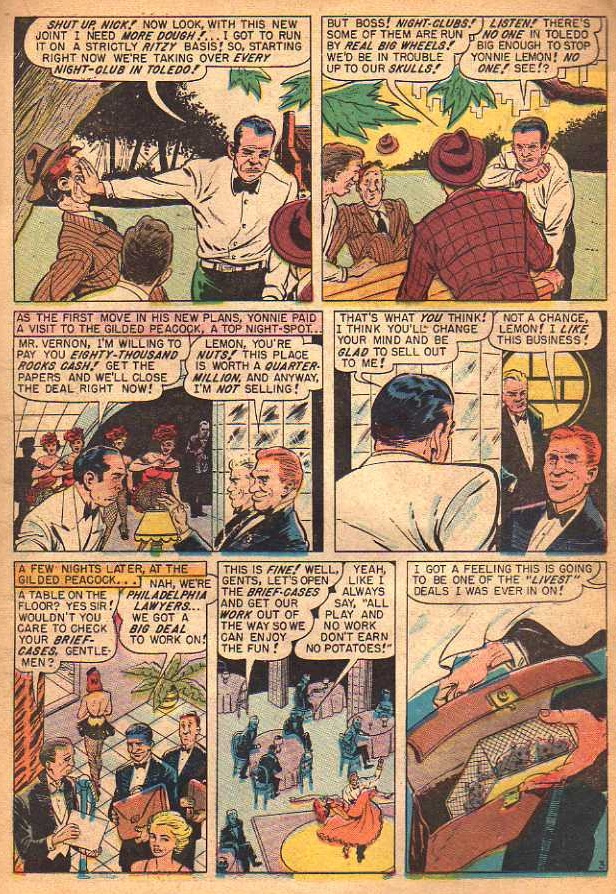 SHUT UP, NICK! NOW LOOK, WITH THIS NEW
JOINT I NEED MORE DOUGH!... I GOT TO RUN
IT ON A STRICTLY RITZY BASIS! SO, STARTING
RIGHT NOW WE'RE TAKING OVER EVERY
NIGHT-CLUB IN TOLEDO!
BUT BOSS! NIGHT-CLUBS!
SOME OF THEM ARE RUN
BY REAL BIG WHEELS!
WE'D BE IN TROUBLE
UP TO OUR SKULLS!
LISTEN! THERE'S
NO ONE IN TOLEDO
BIG ENOUGH TO STOP
YONNIE LEMON! NO
ONE! SEE!?
AS THE FIRST MOVE IN HIS NEW PLANS, YONNIE PAID
A VISIT TO THE GILDED PEACOCK, A TOP NIGHT-SPOT...
MR. VERNON, I'M WILLING TO
PAY YOU EIGHTY-THOUSAND
ROCKS CASH! GET THE
PAPERS AND WE'LL CLOSE
THE DEAL RIGHT NOW!
LEMON, YOU'RE
NUTS! THIS PLACE
IS WORTH A QUARTER-
MILLION, AND ANYWAY,
I'M NOT SELLING!
THAT'S WHAT YOU THINK!
I THINK YOU'LL CHANGE
YOUR MIND AND BE
GLAD TO SELL OUT
TO ME!
NOT A CHANCE,
LEMON! I LIKE
THIS BUSINESS!
A FEW NIGHTS LATER, AT THE
GILDED PEACOCK...
A TABLE ON THE
FLOOR? YES SIR!
WOULDN'T YOU
CARE TO CHECK
YOUR BRIEF-
CASES, GENTLE-
MEN?
NAH, WE'RE
PHILADELPHIA
LAWYERS...
WE GOT A
BIG DEAL
TO WORK ON!
THIS IS FINE! WELL,
GENTS, LET'S OPEN
THE BRIEF-CASES
AND GET OUR
WORK OUT OF
THE WAY SO WE
CAN ENJOY
THE FUN!
YEAH,
LIKE I
ALWAYS
SAY, "ALL
PLAY AND
NO WORK
DON'T EARN
NO POTATOES!"
I GOT A FEELING THIS IS GOING
TO BE ONE OF THE "LIVEST"
DEALS I WAS EVER IN ON!
3